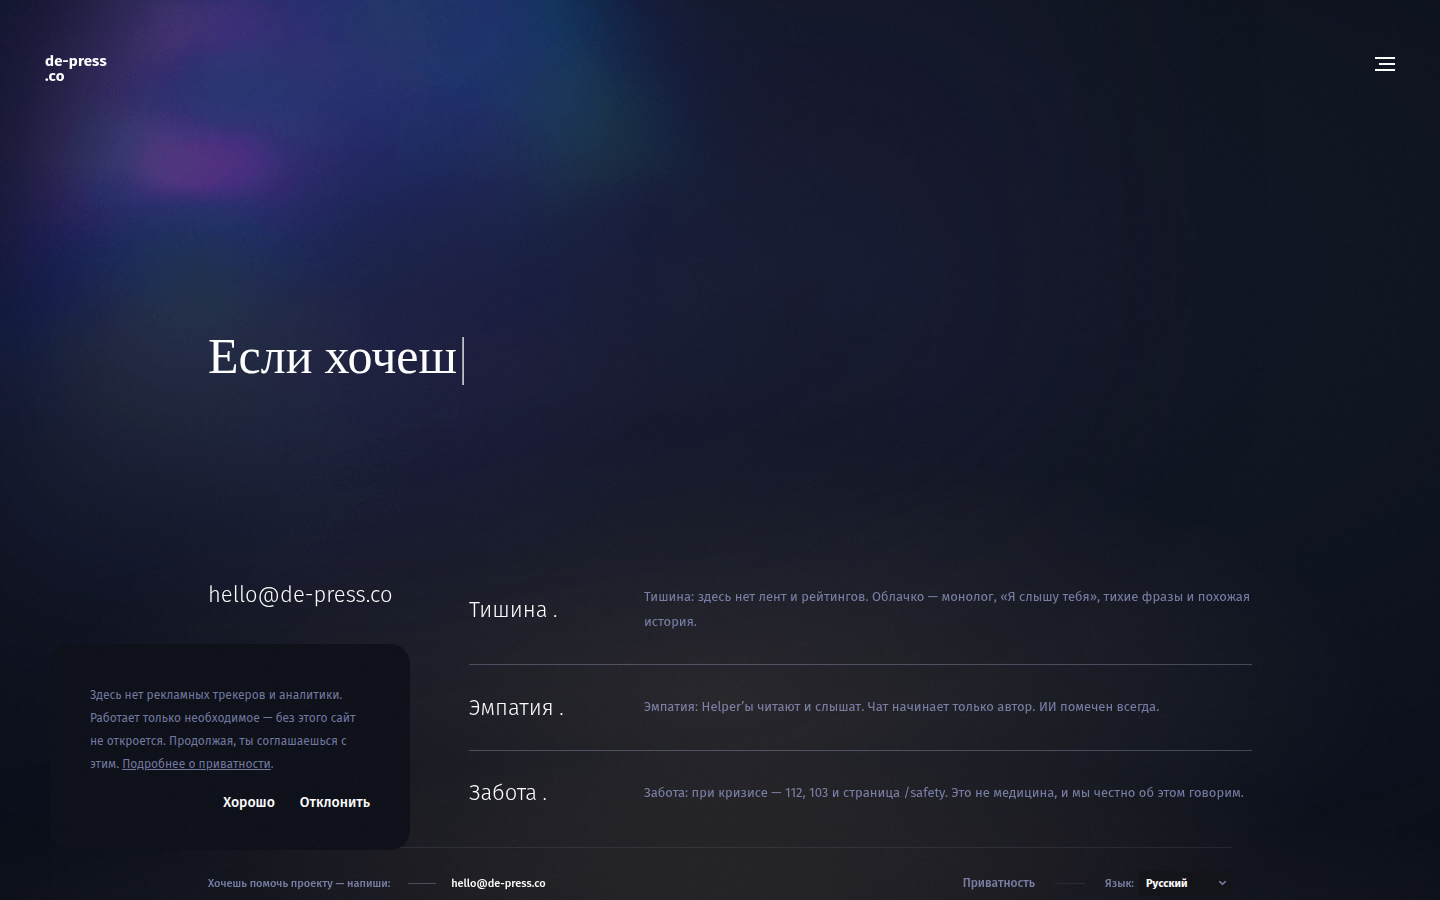 de-press
.co
Если хочеш
hello@de-press.co
Тишина .
Тишина: здесь нет лент и рейтингов. Облачко — монолог, «Я слышу тебя», тихие фразы и похожая
история.
Эмпатия .
Эмпатия: Helper'ы читают и слышат. Чат начинает только автор. ИИ помечен всегда.
Забота .
Забота: при кризисе — 112, 103 и страница /safety. Это не медицина, и мы честно об этом говорим.
Здесь нет рекламных трекеров и аналитики.
Работает только необходимое — без этого сайт
не откроется. Продолжая, ты соглашаешься с
этим. Подробнее о приватности.
Хорошо Отклонить
Хочешь помочь проекту — напиши: hello@de-press.co
Приватность Язык: Русский